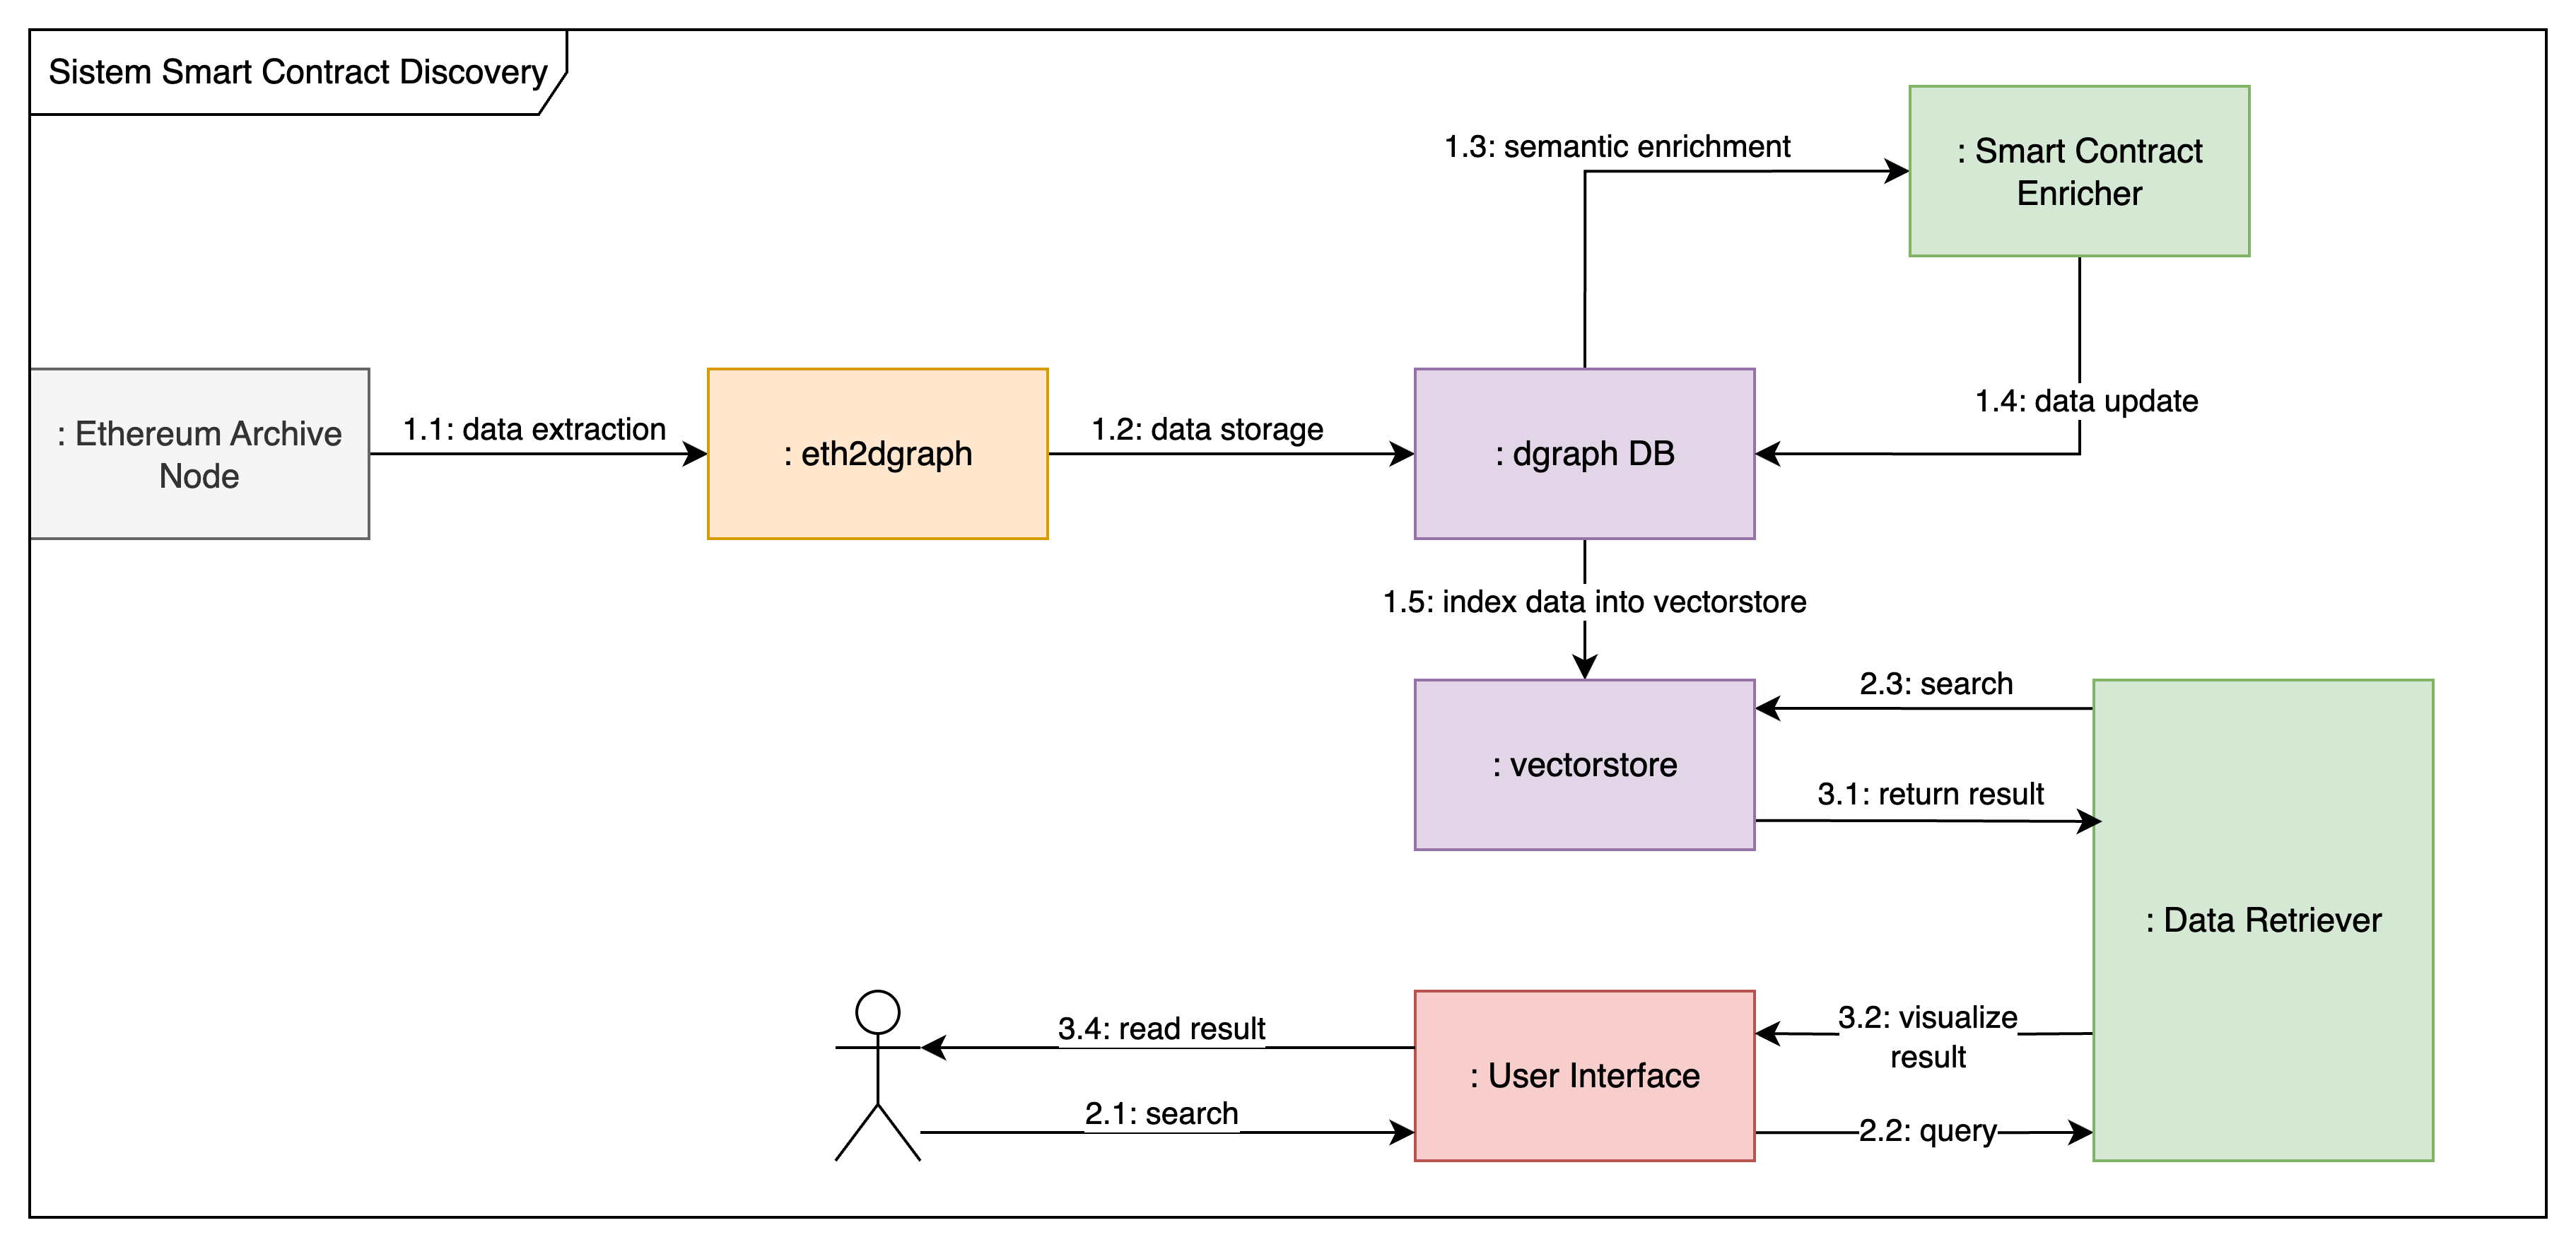 Sistem Smart Contract Discovery
1.3: semantic enrichment
: Smart Contract
Enricher
1.4: data update
: Ethereum Archive
Node
1.1: data extraction
: eth2dgraph
1.2: data storage
: dgraph DB
1.5: index data into vectorstore
: vectorstore
2.3: search
3.1: return result
: Data Retriever
3.4: read result
2.1: search
: User Interface
3.2: visualize
result
2.2: query